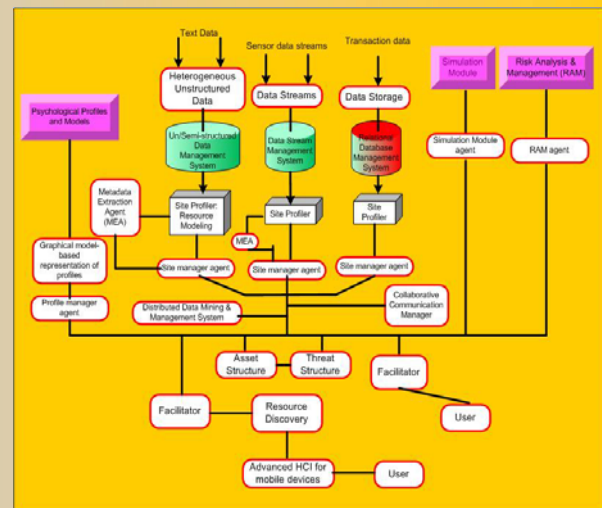 Text Data
Sensor data streams
Transaction data
Heterogeneous
Unstructured
Data
Data Streams
Data Storage
Simulation
Module
Risk Analysis &
Management (RAM)
Psychological Profiles
and Models
Un/Semi-structured
Data
Management
System
Data Stream
Management
System
Relational
Database
Management
System
Simulation Module
agent
RAM agent
Metadata
Extraction
Agent
(MEA)
Site Profiler:
Resource
Modeling
Site Profiler
Site
Profiler
MEA
Graphical model-
based
representation of
profiles
Site manager agent
Site manager agent
Site manager agent
Profile manager
agent
Distributed Data Mining &
Management System
Collaborative
Communication
Manager
Asset
Structure
Threat
Structure
Facilitator
Facilitator
Resource
Discovery
User
Advanced HCI for
mobile devices
User